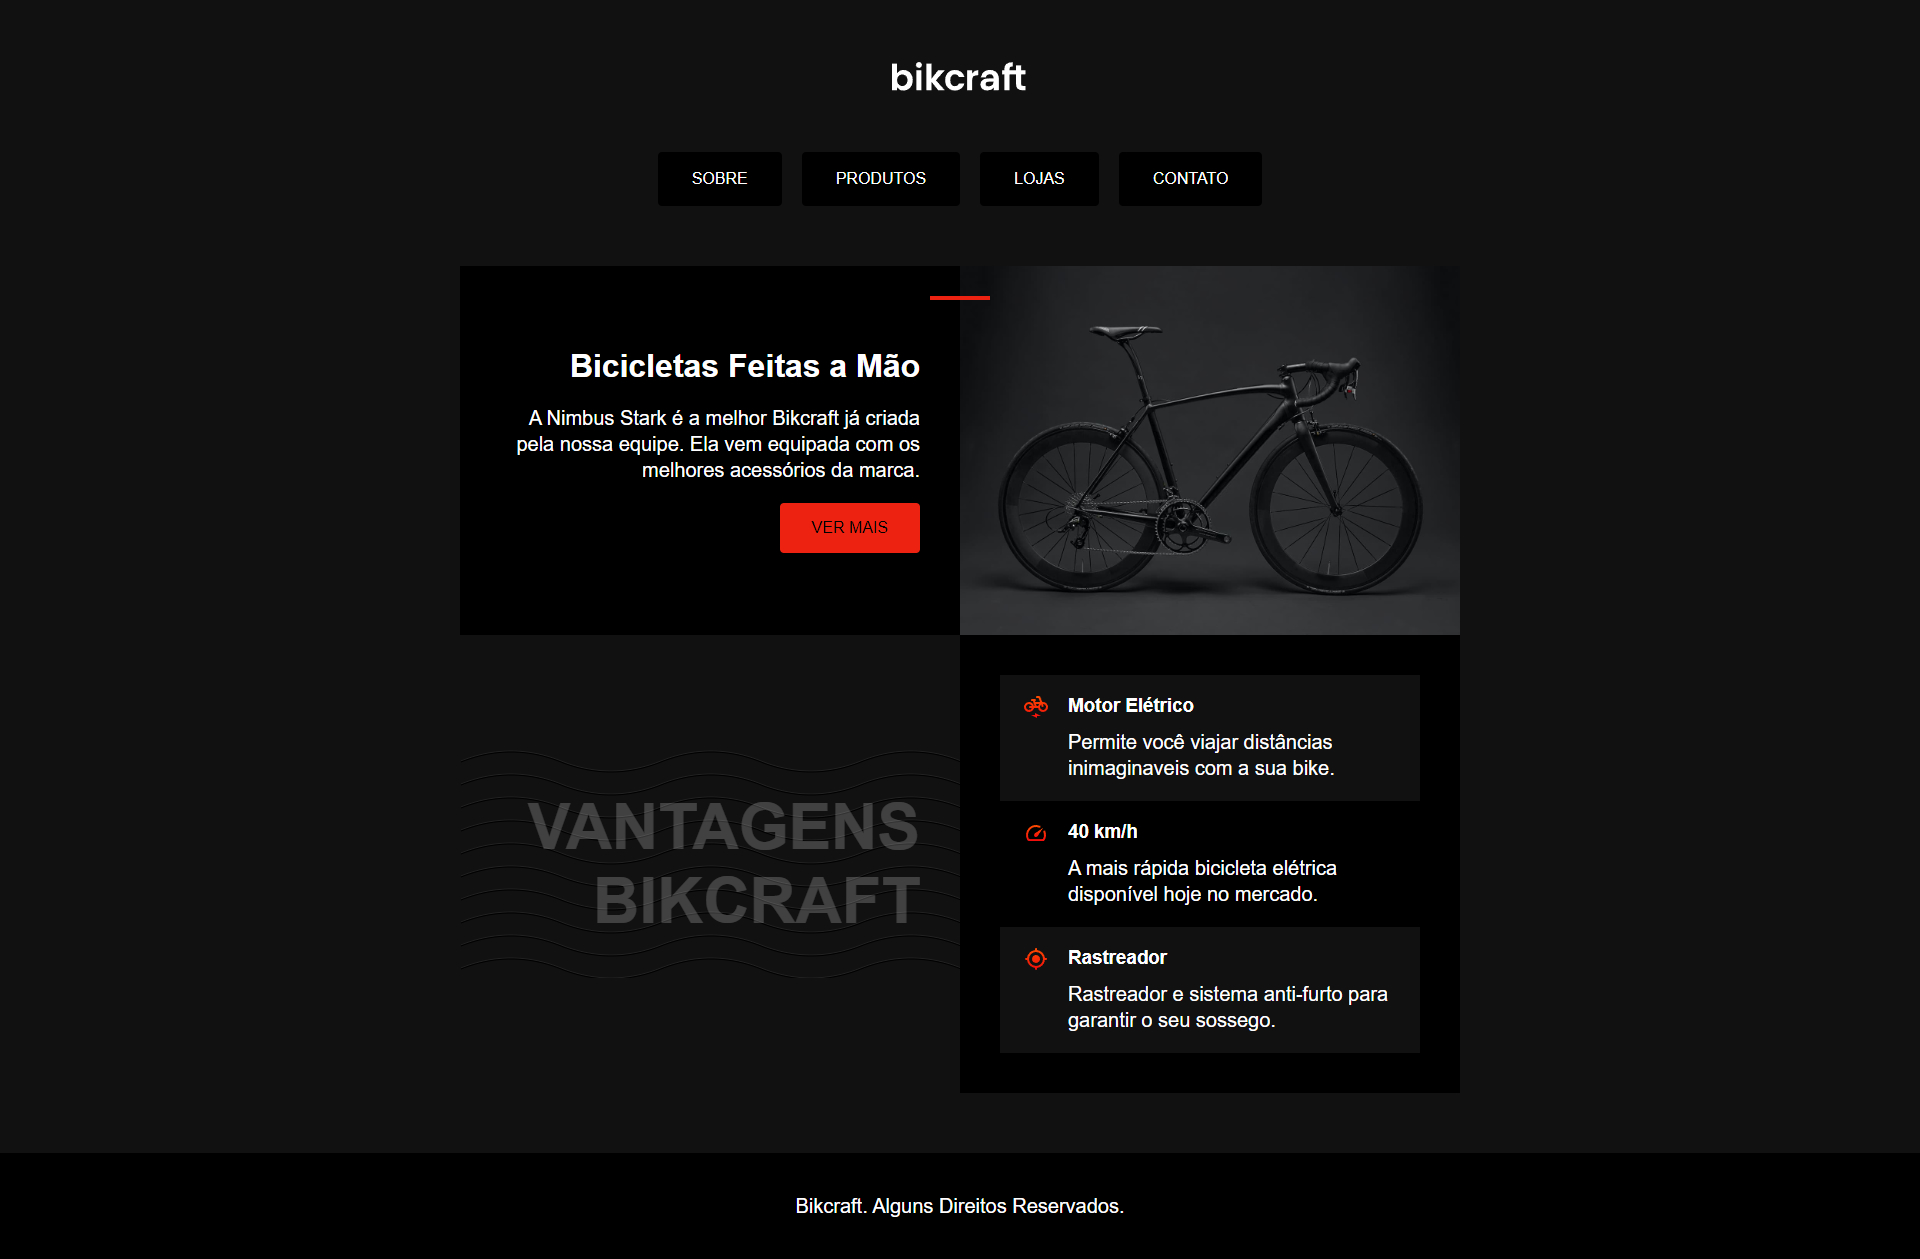 bikcraft
SOBRE
PRODUTOS
LOJAS
CONTATO
Bicicletas Feitas a Mão
A Nimbus Stark é a melhor Bikcraft já criada
pela nossa equipe. Ela vem equipada com os
melhores acessórios da marca.
VER MAIS
VANTAGENS
BIKCRAFT
Motor Elétrico
Permite você viajar distâncias
inimaginaveis com a sua bike.
40 km/h
A mais rápida bicicleta elétrica
disponível hoje no mercado.
Rastreador
Rastreador e sistema anti-furto para
garantir o seu sossego.
Bikcraft. Alguns Direitos Reservados.